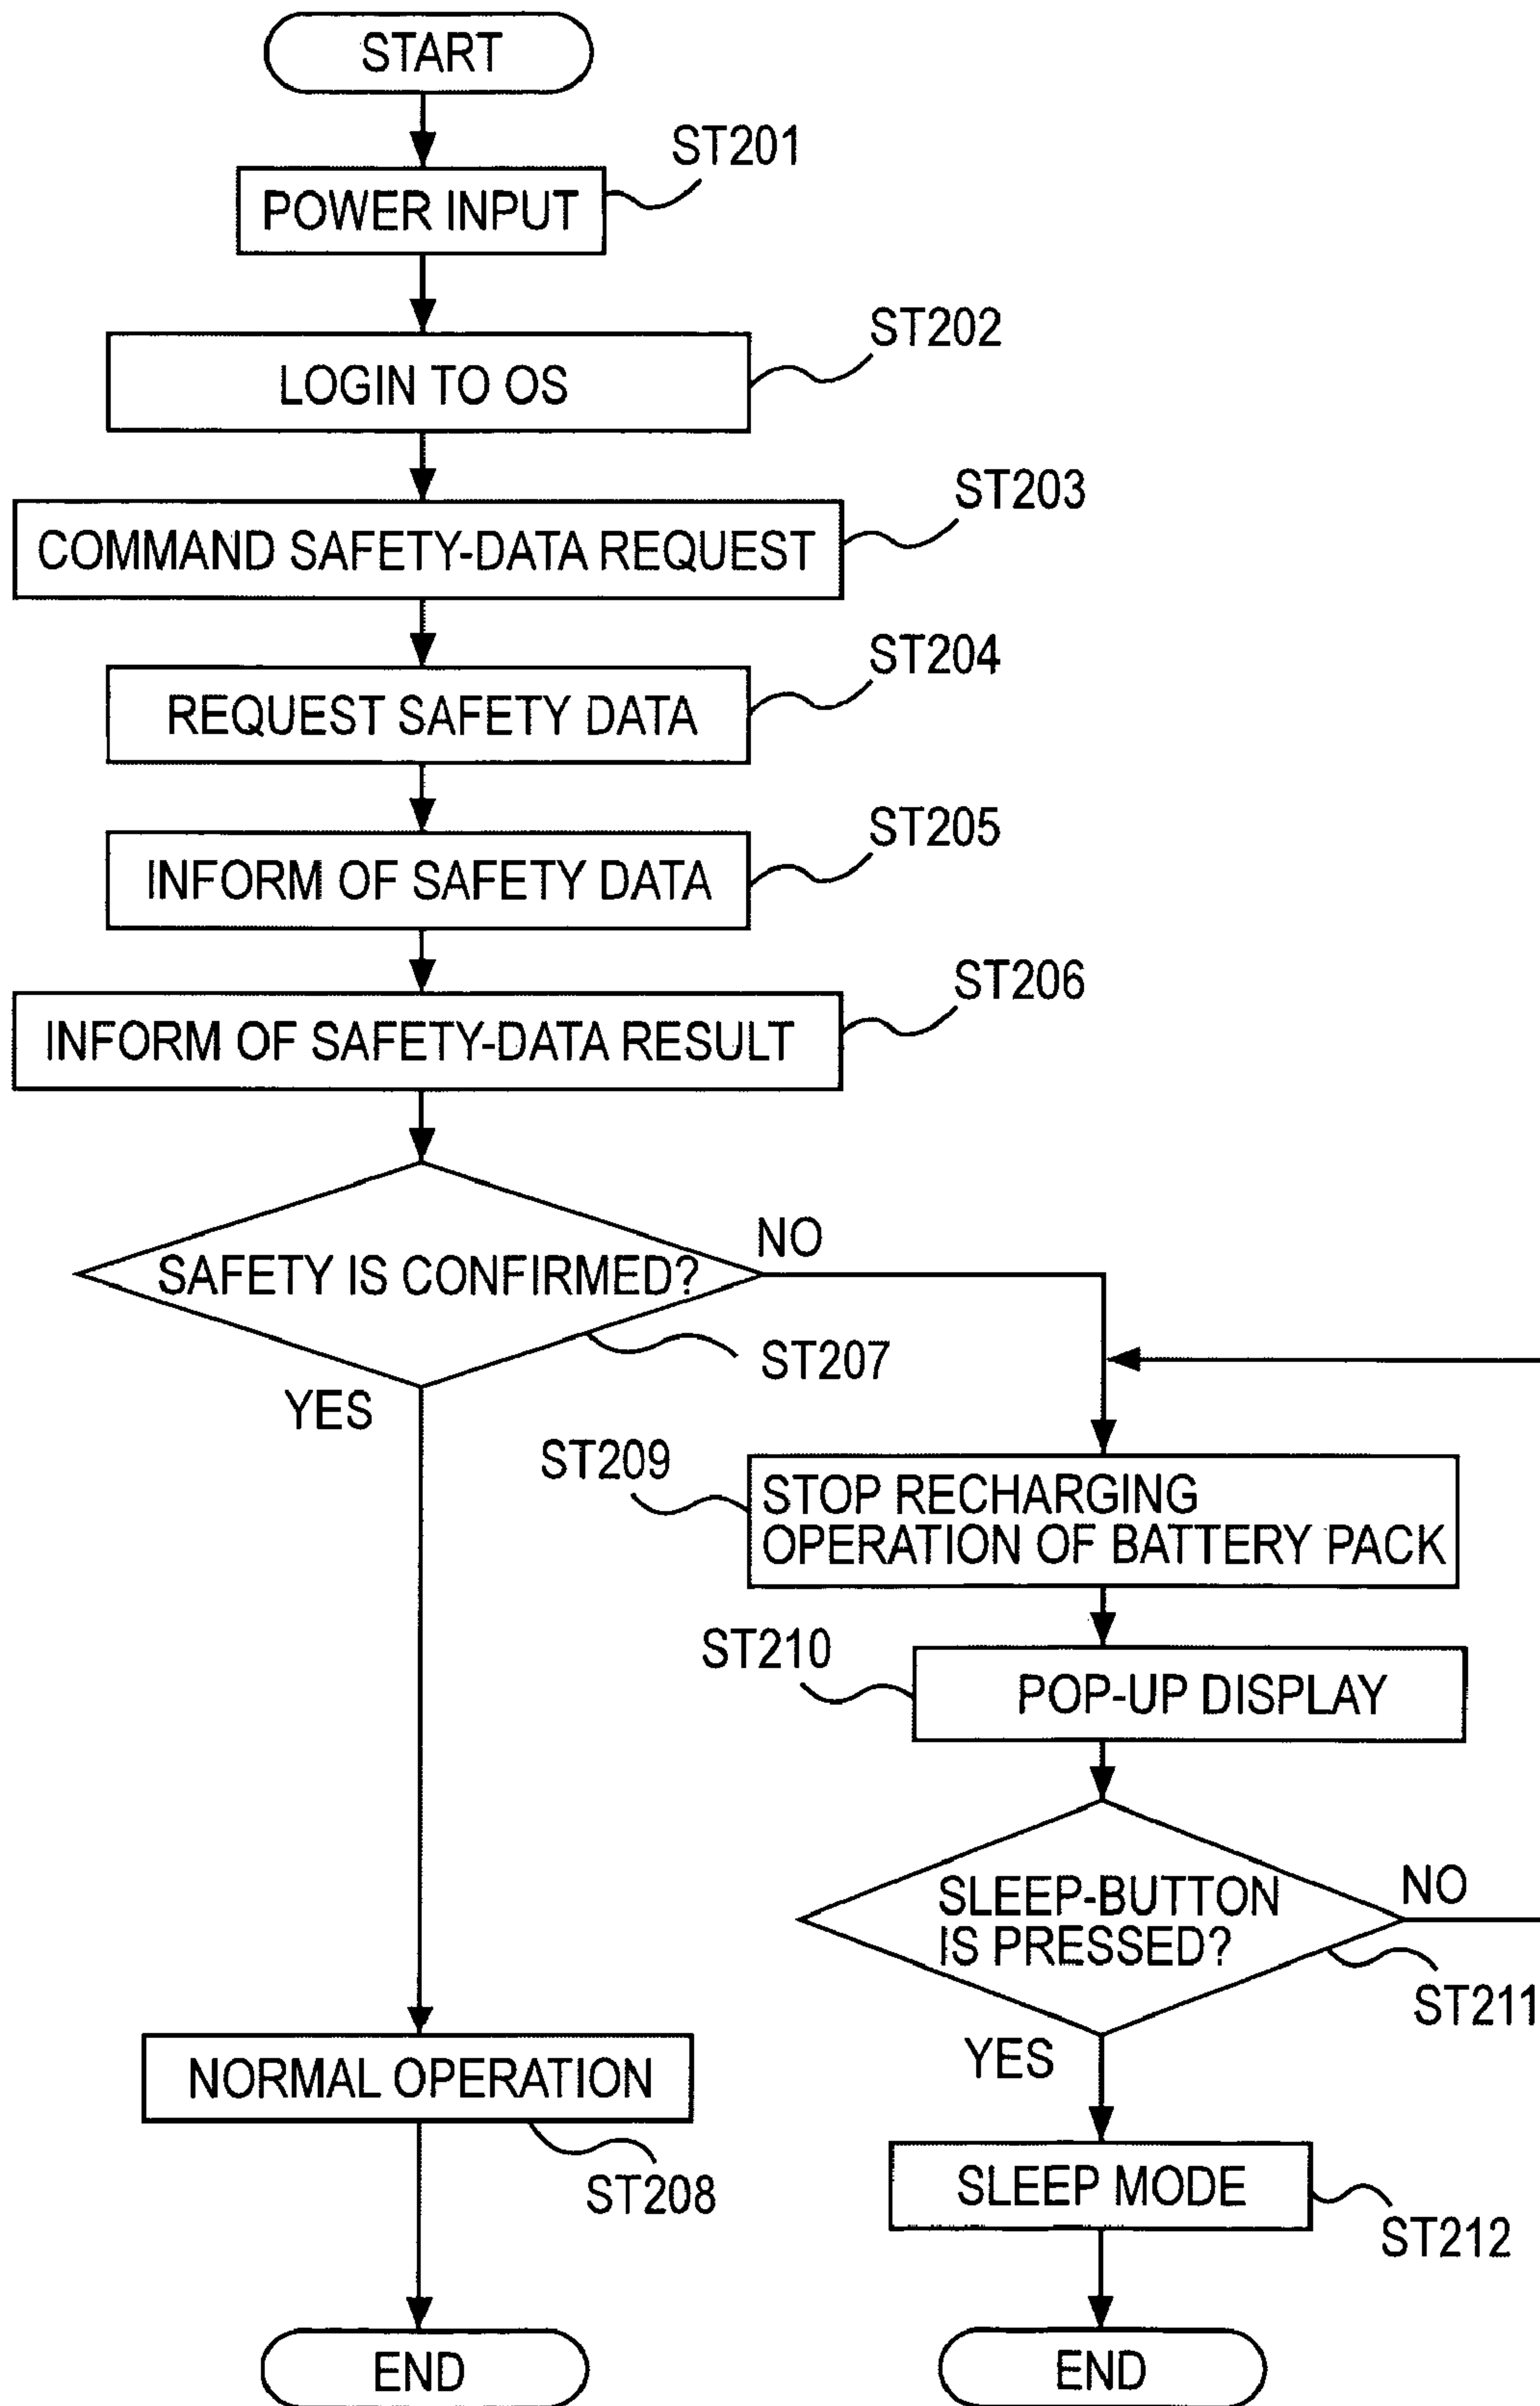 START
ST201
POWER INPUT
ST202
LOGIN TO OS
ST203
COMMAND SAFETY-DATA REQUEST
ST204
REQUEST SAFETY DATA
ST205
INFORM OF SAFETY DATA
ST206
INFORM OF SAFETY-DATA RESULT
NO
SAFETY IS CONFIRMED?
ST207
YES
ST209
STOP RECHARGING
OPERATION OF BATTERY PACK
ST210
POP-UP DISPLAY
SLEEP-BUTTON
IS PRESSED?
NO
ST211
YES
NORMAL OPERATION
ST208
SLEEP MODE
ST212
END
END